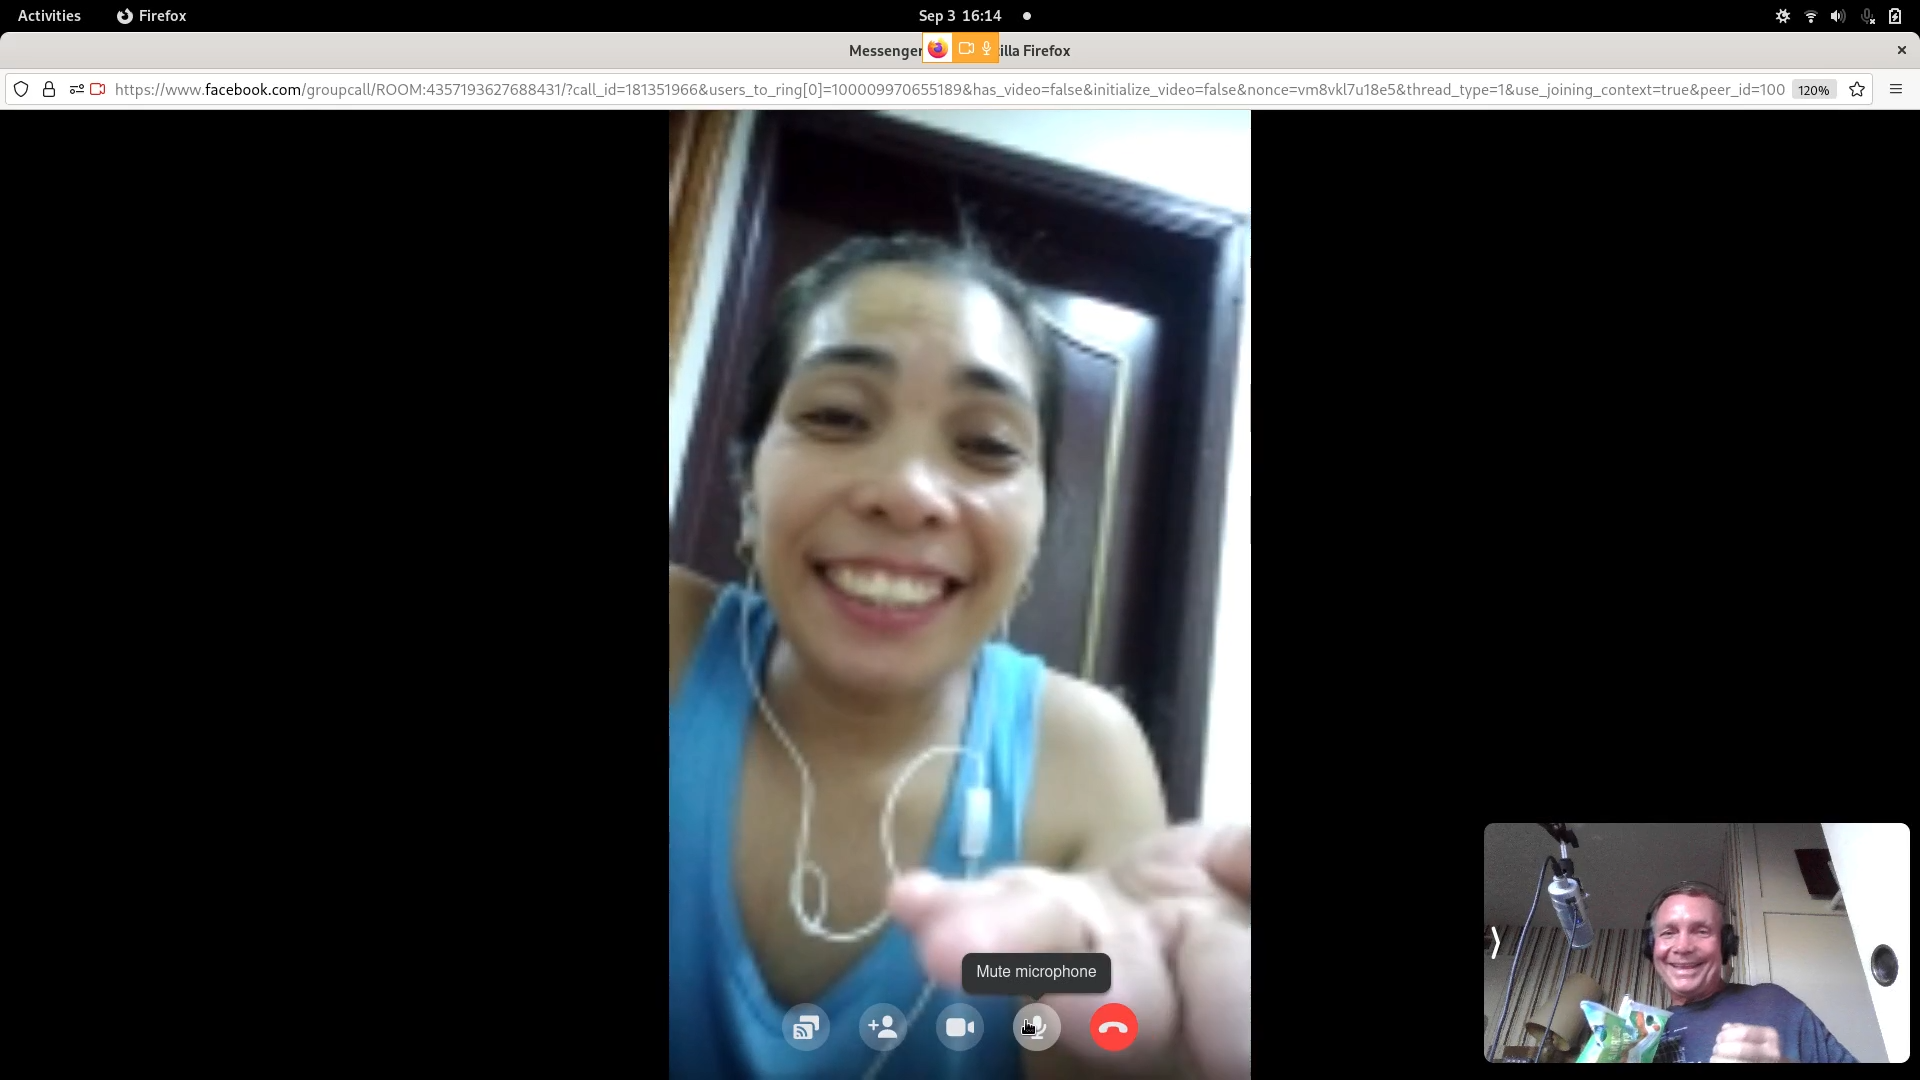 Activities Firefox Sep 3 16:14
Messenger illa Firefox
https://www.facebook.com/groupcall/ROOM:4357193627688431/?call_id=181351966&users_to_ring[0]=100009970655189&has_video=false&initialize_video=false&nonce=vm8vkl7u18e5&thread_type=1&use_joining_context=true&peer_id=100 120%
Mute microphone